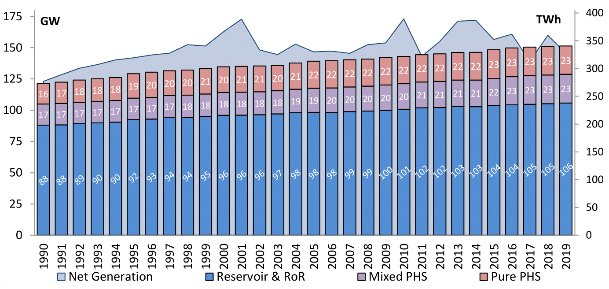 175 GW TWh 400
150 350
125 300
100 250
75 200
50 150
25 100
0 50
0
16 17 18 18 18 19 20 20 20 21 20 21 21 21 22 22 22 22 22 22 22 22 22 22 22 23 23 23 23 23
17 17 17 17 17 17 17 17 18 18 18 18 18 18 19 19 20 20 20 20 20 21 21 21 21 22 23 23 23 23
88 88 89 90 90 92 93 94 94 95 96 96 96 97 98 98 98 99 99 100 101 102 102 103 103 104 105 105 105 106
1990 1991 1992 1993 1994 1995 1996 1997 1998 1999 2000 2001 2002 2003 2004 2005 2006 2007 2008 2009 2010 2011 2012 2013 2014 2015 2016 2017 2018 2019
Net Generation Reservoir & RoR Mixed PHS Pure PHS